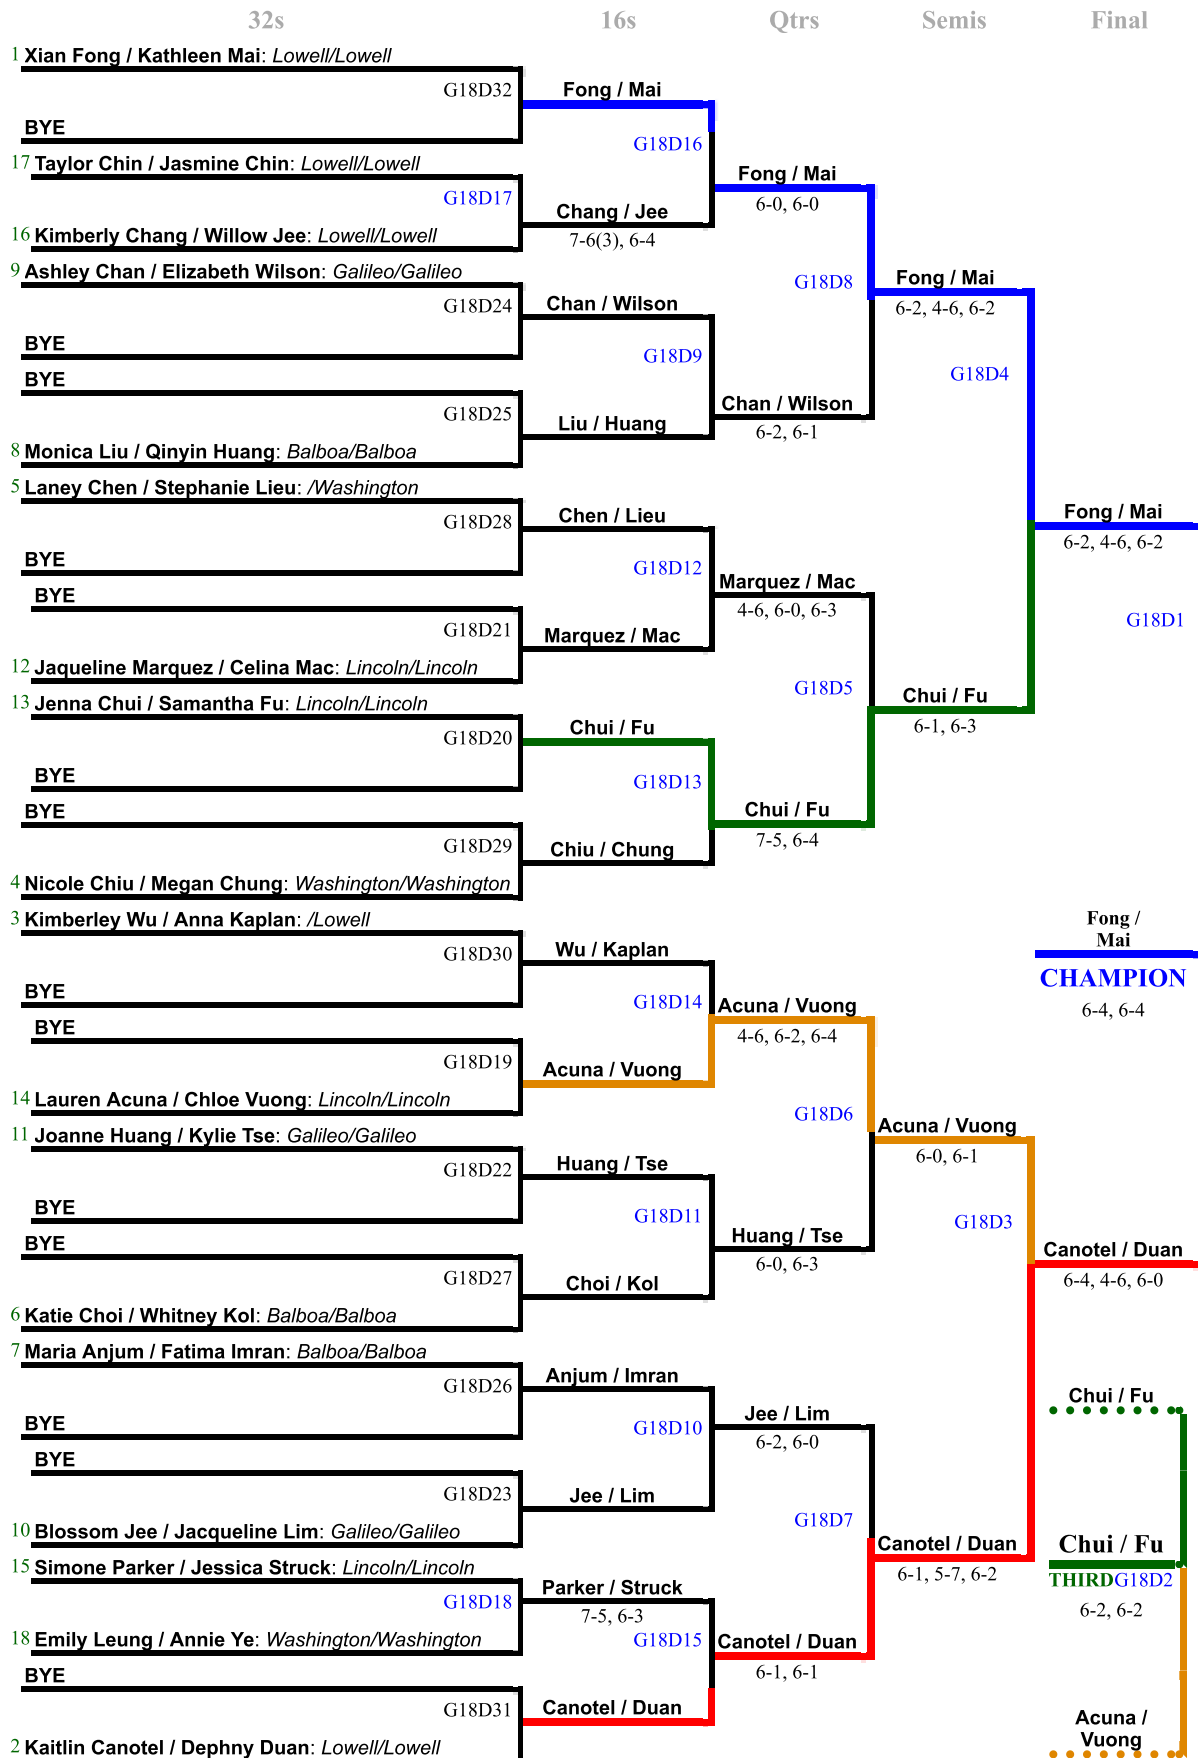 32s 16s Qtrs Semis Final
1 Xian Fong / Kathleen Mai: Lowell/Lowell
G18D32
Fong / Mai
BYE
G18D16
17 Taylor Chin / Jasmine Chin: Lowell/Lowell
Fong / Mai
6-0, 6-0
G18D17
Chang / Jee
7-6(3), 6-4
16 Kimberly Chang / Willow Jee: Lowell/Lowell
9 Ashley Chan / Elizabeth Wilson: Galileo/Galileo
G18D8
Fong / Mai
6-2, 4-6, 6-2
G18D24
Chan / Wilson
BYE
G18D9
G18D4
BYE
Chan / Wilson
6-2, 6-1
G18D25
Liu / Huang
8 Monica Liu / Qinyin Huang: Balboa/Balboa
5 Laney Chen / Stephanie Lieu: /Washington
G18D28
Chen / Lieu
Fong / Mai
6-2, 4-6, 6-2
BYE
G18D12
Marquez / Mac
4-6, 6-0, 6-3
BYE
G18D1
G18D21
Marquez / Mac
12 Jaqueline Marquez / Celina Mac: Lincoln/Lincoln
G18D5
Chui / Fu
6-1, 6-3
13 Jenna Chui / Samantha Fu: Lincoln/Lincoln
G18D20
Chui / Fu
BYE
G18D13
Chui / Fu
7-5, 6-4
BYE
G18D29
Chiu / Chung
4 Nicole Chiu / Megan Chung: Washington/Washington
3 Kimberley Wu / Anna Kaplan: /Lowell
Fong /
Mai
CHAMPION
6-4, 6-4
G18D30
Wu / Kaplan
BYE
G18D14
Acuna / Vuong
4-6, 6-2, 6-4
BYE
G18D19
Acuna / Vuong
14 Lauren Acuna / Chloe Vuong: Lincoln/Lincoln
G18D6
Acuna / Vuong
6-0, 6-1
11 Joanne Huang / Kylie Tse: Galileo/Galileo
G18D22
Huang / Tse
BYE
G18D11
G18D3
Huang / Tse
6-0, 6-3
BYE
Canotel / Duan
6-4, 4-6, 6-0
G18D27
Choi / Kol
6 Katie Choi / Whitney Kol: Balboa/Balboa
7 Maria Anjum / Fatima Imran: Balboa/Balboa
G18D26
Anjum / Imran
Chui / Fu
BYE
G18D10
Jee / Lim
6-2, 6-0
BYE
G18D23
Jee / Lim
G18D7
10 Blossom Jee / Jacqueline Lim: Galileo/Galileo
Canotel / Duan
6-1, 5-7, 6-2
Chui / Fu
THIRD G18D2
6-2, 6-2
15 Simone Parker / Jessica Struck: Lincoln/Lincoln
G18D18
Parker / Struck
7-5, 6-3
18 Emily Leung / Annie Ye: Washington/Washington
G18D15
Canotel / Duan
6-1, 6-1
BYE
G18D31
Canotel / Duan
Acuna /
Vuong
2 Kaitlin Canotel / Dephny Duan: Lowell/Lowell